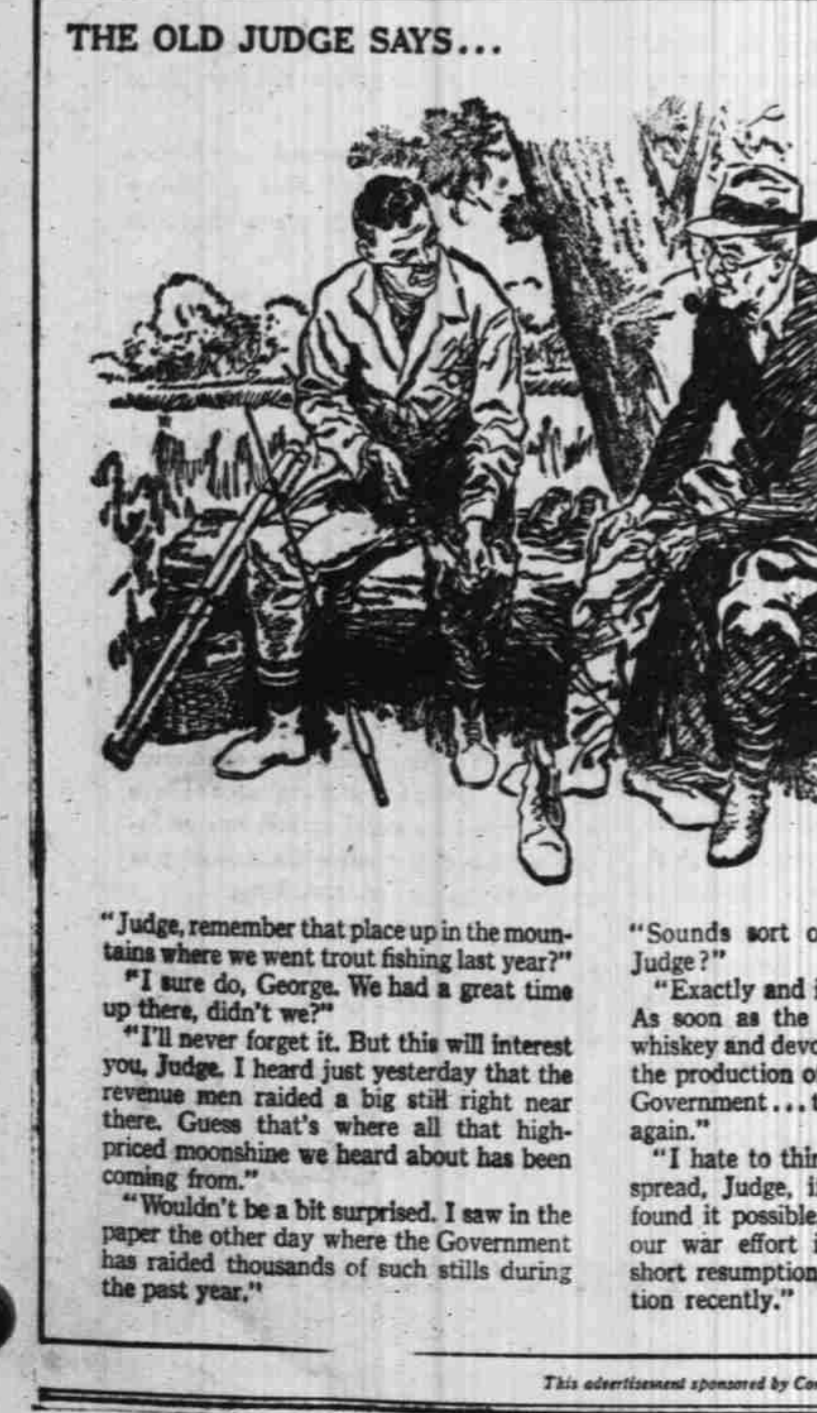 THE OLD JUDGE SAYS...
"Judge, remember that place up in the moun-
tains where we went trout fishing last year?"
"I sure do, George. We had a great time
up there, didn't we?"
"I'll never forget it. But this will interest
you, Judge. I heard just yesterday that the
revenue men raided a big still right near
there. Guess that's where all that high-
priced moonshine we heard about has been
coming from."
"Wouldn't be a bit surprised. I saw in the
paper the other day where the Government
has raided thousands of such stills during
the past year."
"Sounds sort
Judge?"
"Exactly and
As soon as the
whiskey and
the production
Government...
again."
"I hate to
spread, Judge,
found it possible
our war effort
short resumption
tion recently."
This advertisement sponsored by